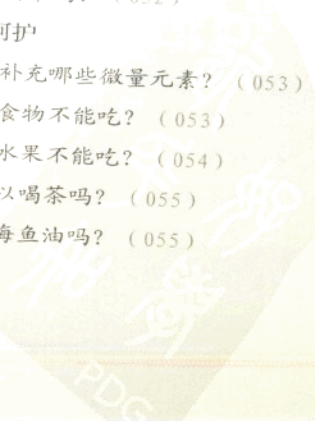 呵护
补充哪些微量元素？（053）
食物不能吃？（053）
水果不能吃？（054）
以喝茶吗？（055）
海鱼油吗？（055）
PDG